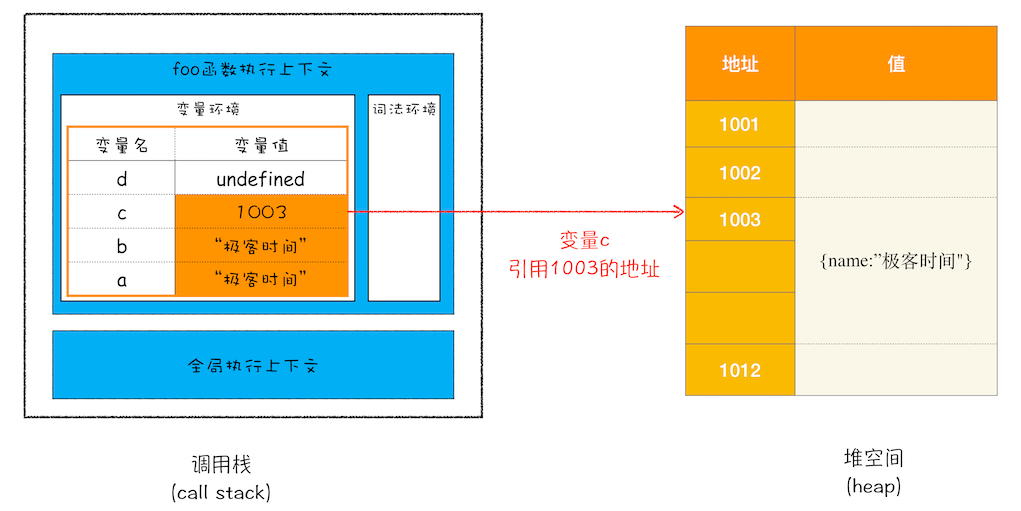 foo函数执行上下文
变量环境
词法环境
变量名 变量值
d undefined
c 1003
b “极客时间”
a “极客时间”
全局执行上下文
调用栈
(call stack)
变量c
引用1003的地址
地址 值
1001
1002
1003
{name:”极客时间"}
1012
堆空间
(heap)